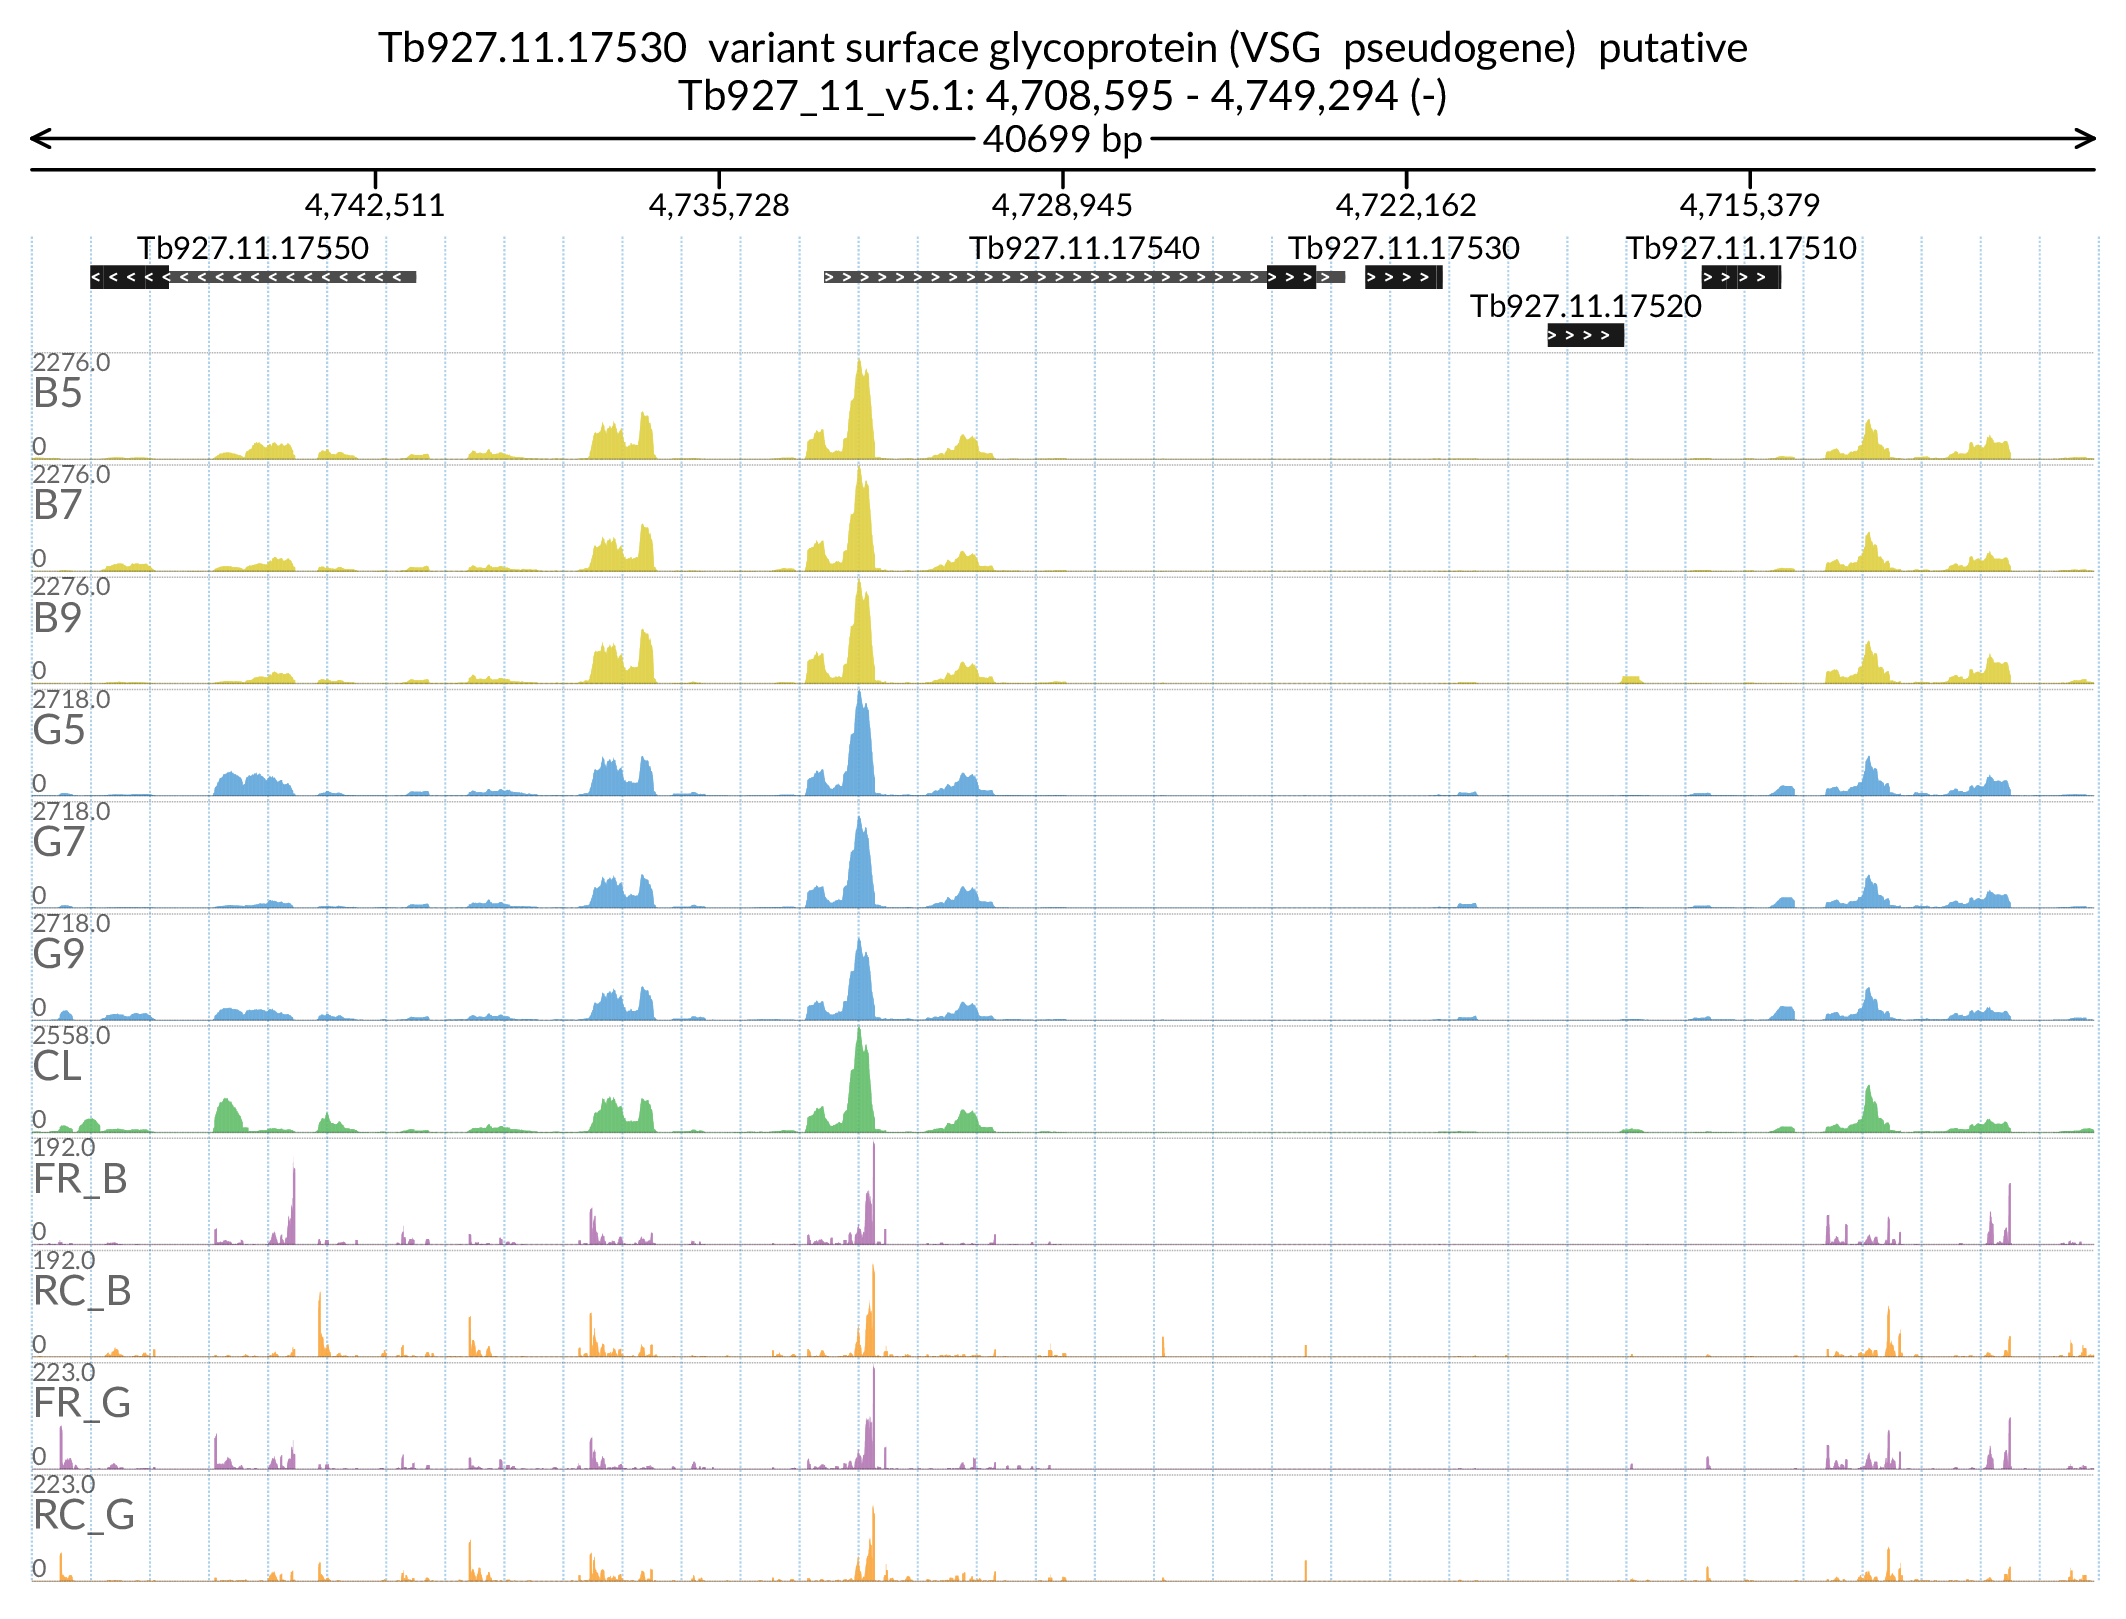 Tb927.11.17530  variant surface glycoprotein (VSG  pseudogene)  putative
Tb927_11_v5.1: 4,708,595 - 4,749,294 (-)
40699 bp
4,742,511 4,735,728 4,728,945 4,722,162 4,715,379
Tb927.11.17550 Tb927.11.17540 Tb927.11.17530 Tb927.11.17510
Tb927.11.17520
2276.0
B5
0
2276.0
B7
0
2276.0
B9
0
2718.0
G5
0
2718.0
G7
0
2718.0
G9
0
2558.0
CL
0
192.0
FR_B
0
192.0
RC_B
0
223.0
FR_G
0
223.0
RC_G
0